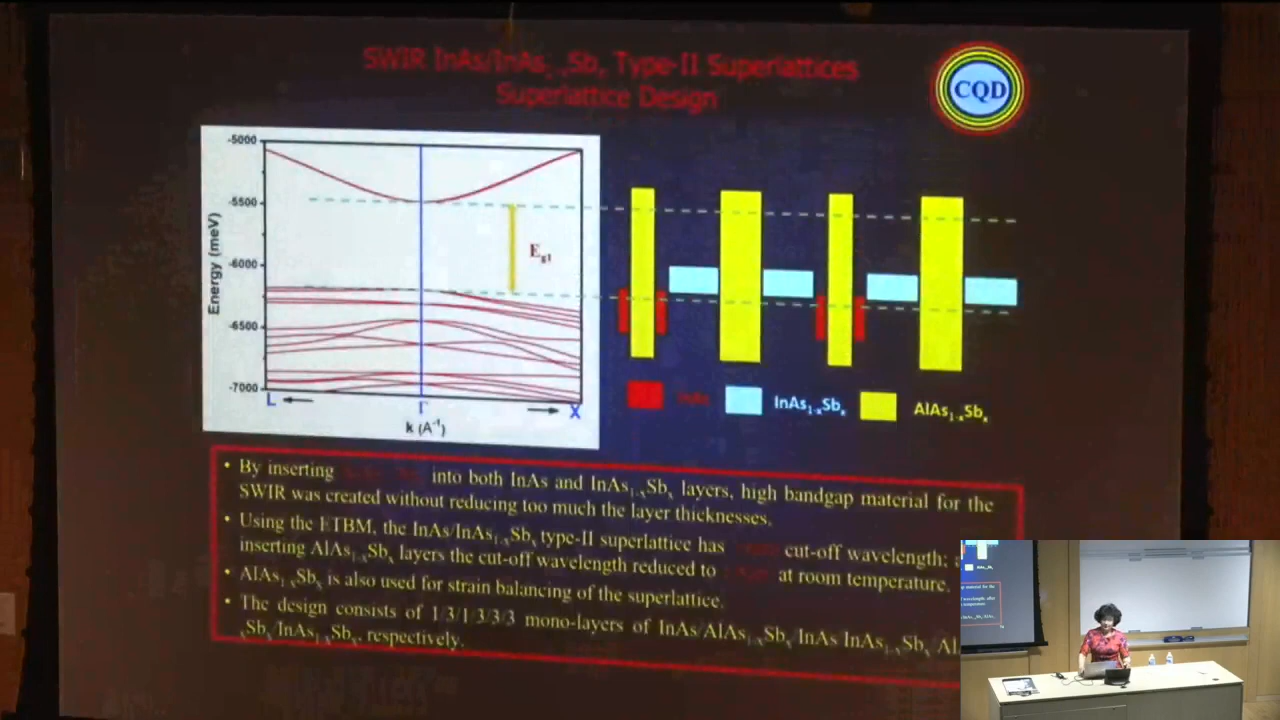 SWIR InAs/InAs1-xSbx Type-II Superlattices
Superlattice Design
CQD
-5000
-5500
-6000
-6500
-7000
Energy (meV)
Eg1
L
Γ
X
k (A⁻¹)
InAs
InAs1-xSbx
AlAs1-xSbx
• By inserting into both InAs and InAs1-xSbx layers, high bandgap material for the
SWIR was created without reducing too much the layer thicknesses.
• Using the ETBM, the InAs/InAs1-xSbx type-II superlattice has cut-off wavelength;
inserting AlAs1-xSbx layers the cut-off wavelength reduced to at room temperature.
• AlAs1-xSbx is also used for strain balancing of the superlattice.
• The design consists of 1/3/1/3/3/3 mono-layers of InAs/AlAs1-xSbx/InAs InAs1-xSbx/Al
xSbx/InAs1-xSbx, respectively.